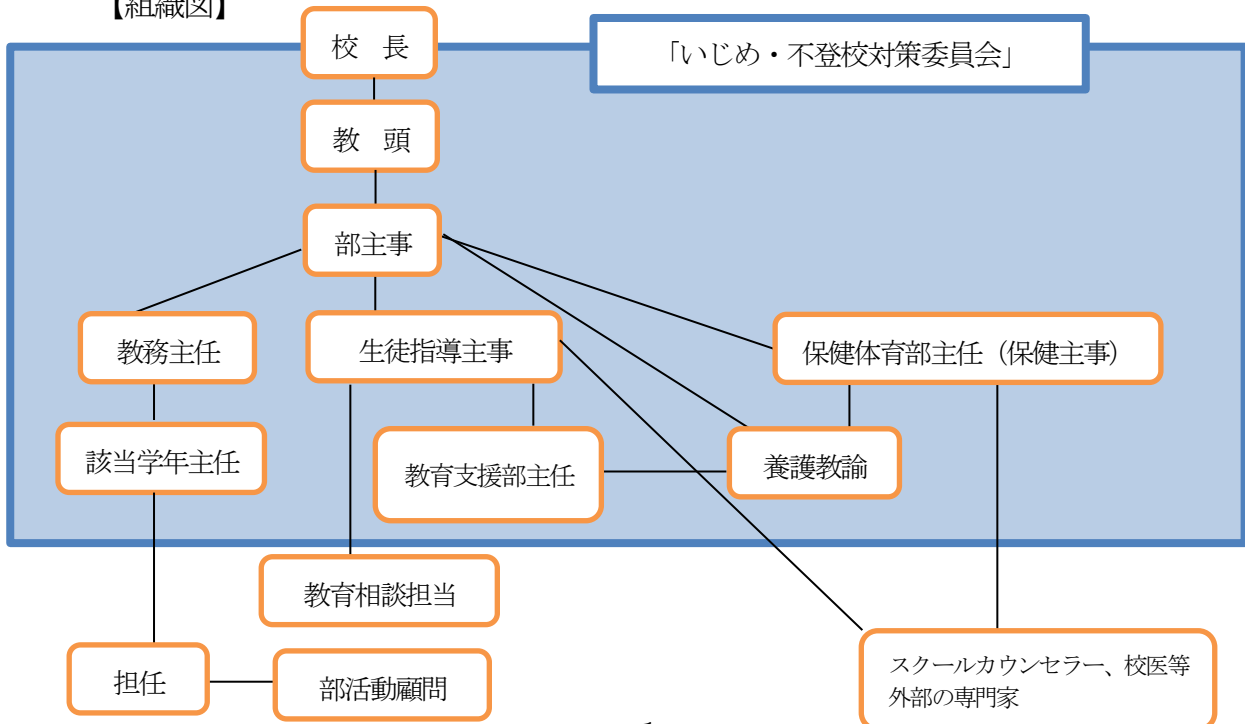 【組織図】
校　長
「いじめ・不登校対策委員会」
教　頭
部主事
教務主任
生徒指導主事
保健体育部主任（保健主事）
該当学年主任
教育支援部主任
養護教諭
教育相談担当
担任
部活動顧問
スクールカウンセラー、校医等
外部の専門家